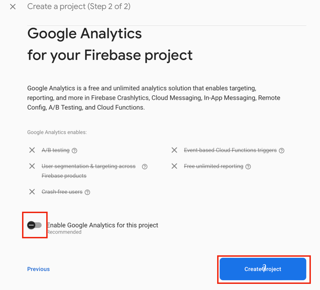 Create a project (Step 2 of 2)
Google Analytics
for your Firebase project
Google Analytics is a free and unlimited analytics solution that enables targeting,
reporting, and more in Firebase Crashlytics, Cloud Messaging, In-App Messaging, Remote
Config, A/B Testing, and Cloud Functions.
Google Analytics enables:
A/B testing
Event-based Cloud Functions triggers
User segmentation & targeting across
Firebase products
Free unlimited reporting
Crash-free users
Enable Google Analytics for this project
Recommended
Previous
Create project